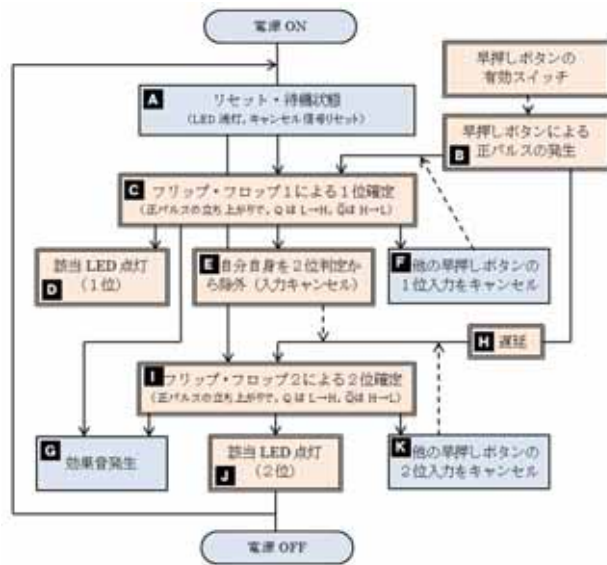 電源 ON
早押しボタンの
有効スイッチ
A
リセット・待機状態
(LED 消灯, キャンセル信号リセット)
早押しボタンによる
B
正パルスの発生
C
フリップ・フロップ1による1位確定
(正パルスの立ち上がりで, Q は L→H, Q̄は H→L)
該当 LED 点灯
D
(1位)
E
自分自身を2位判定か
ら除外 (入力キャンセル)
F
他の早押しボタンの
1位入力をキャンセル
H
遅延
I
フリップ・フロップ2による2位確定
(正パルスの立ち上がりで, Q は L→H, Q̄は H→L)
G
効果音発生
該当 LED 点灯
J
(2位)
K
他の早押しボタンの
2位入力をキャンセル
電源 OFF